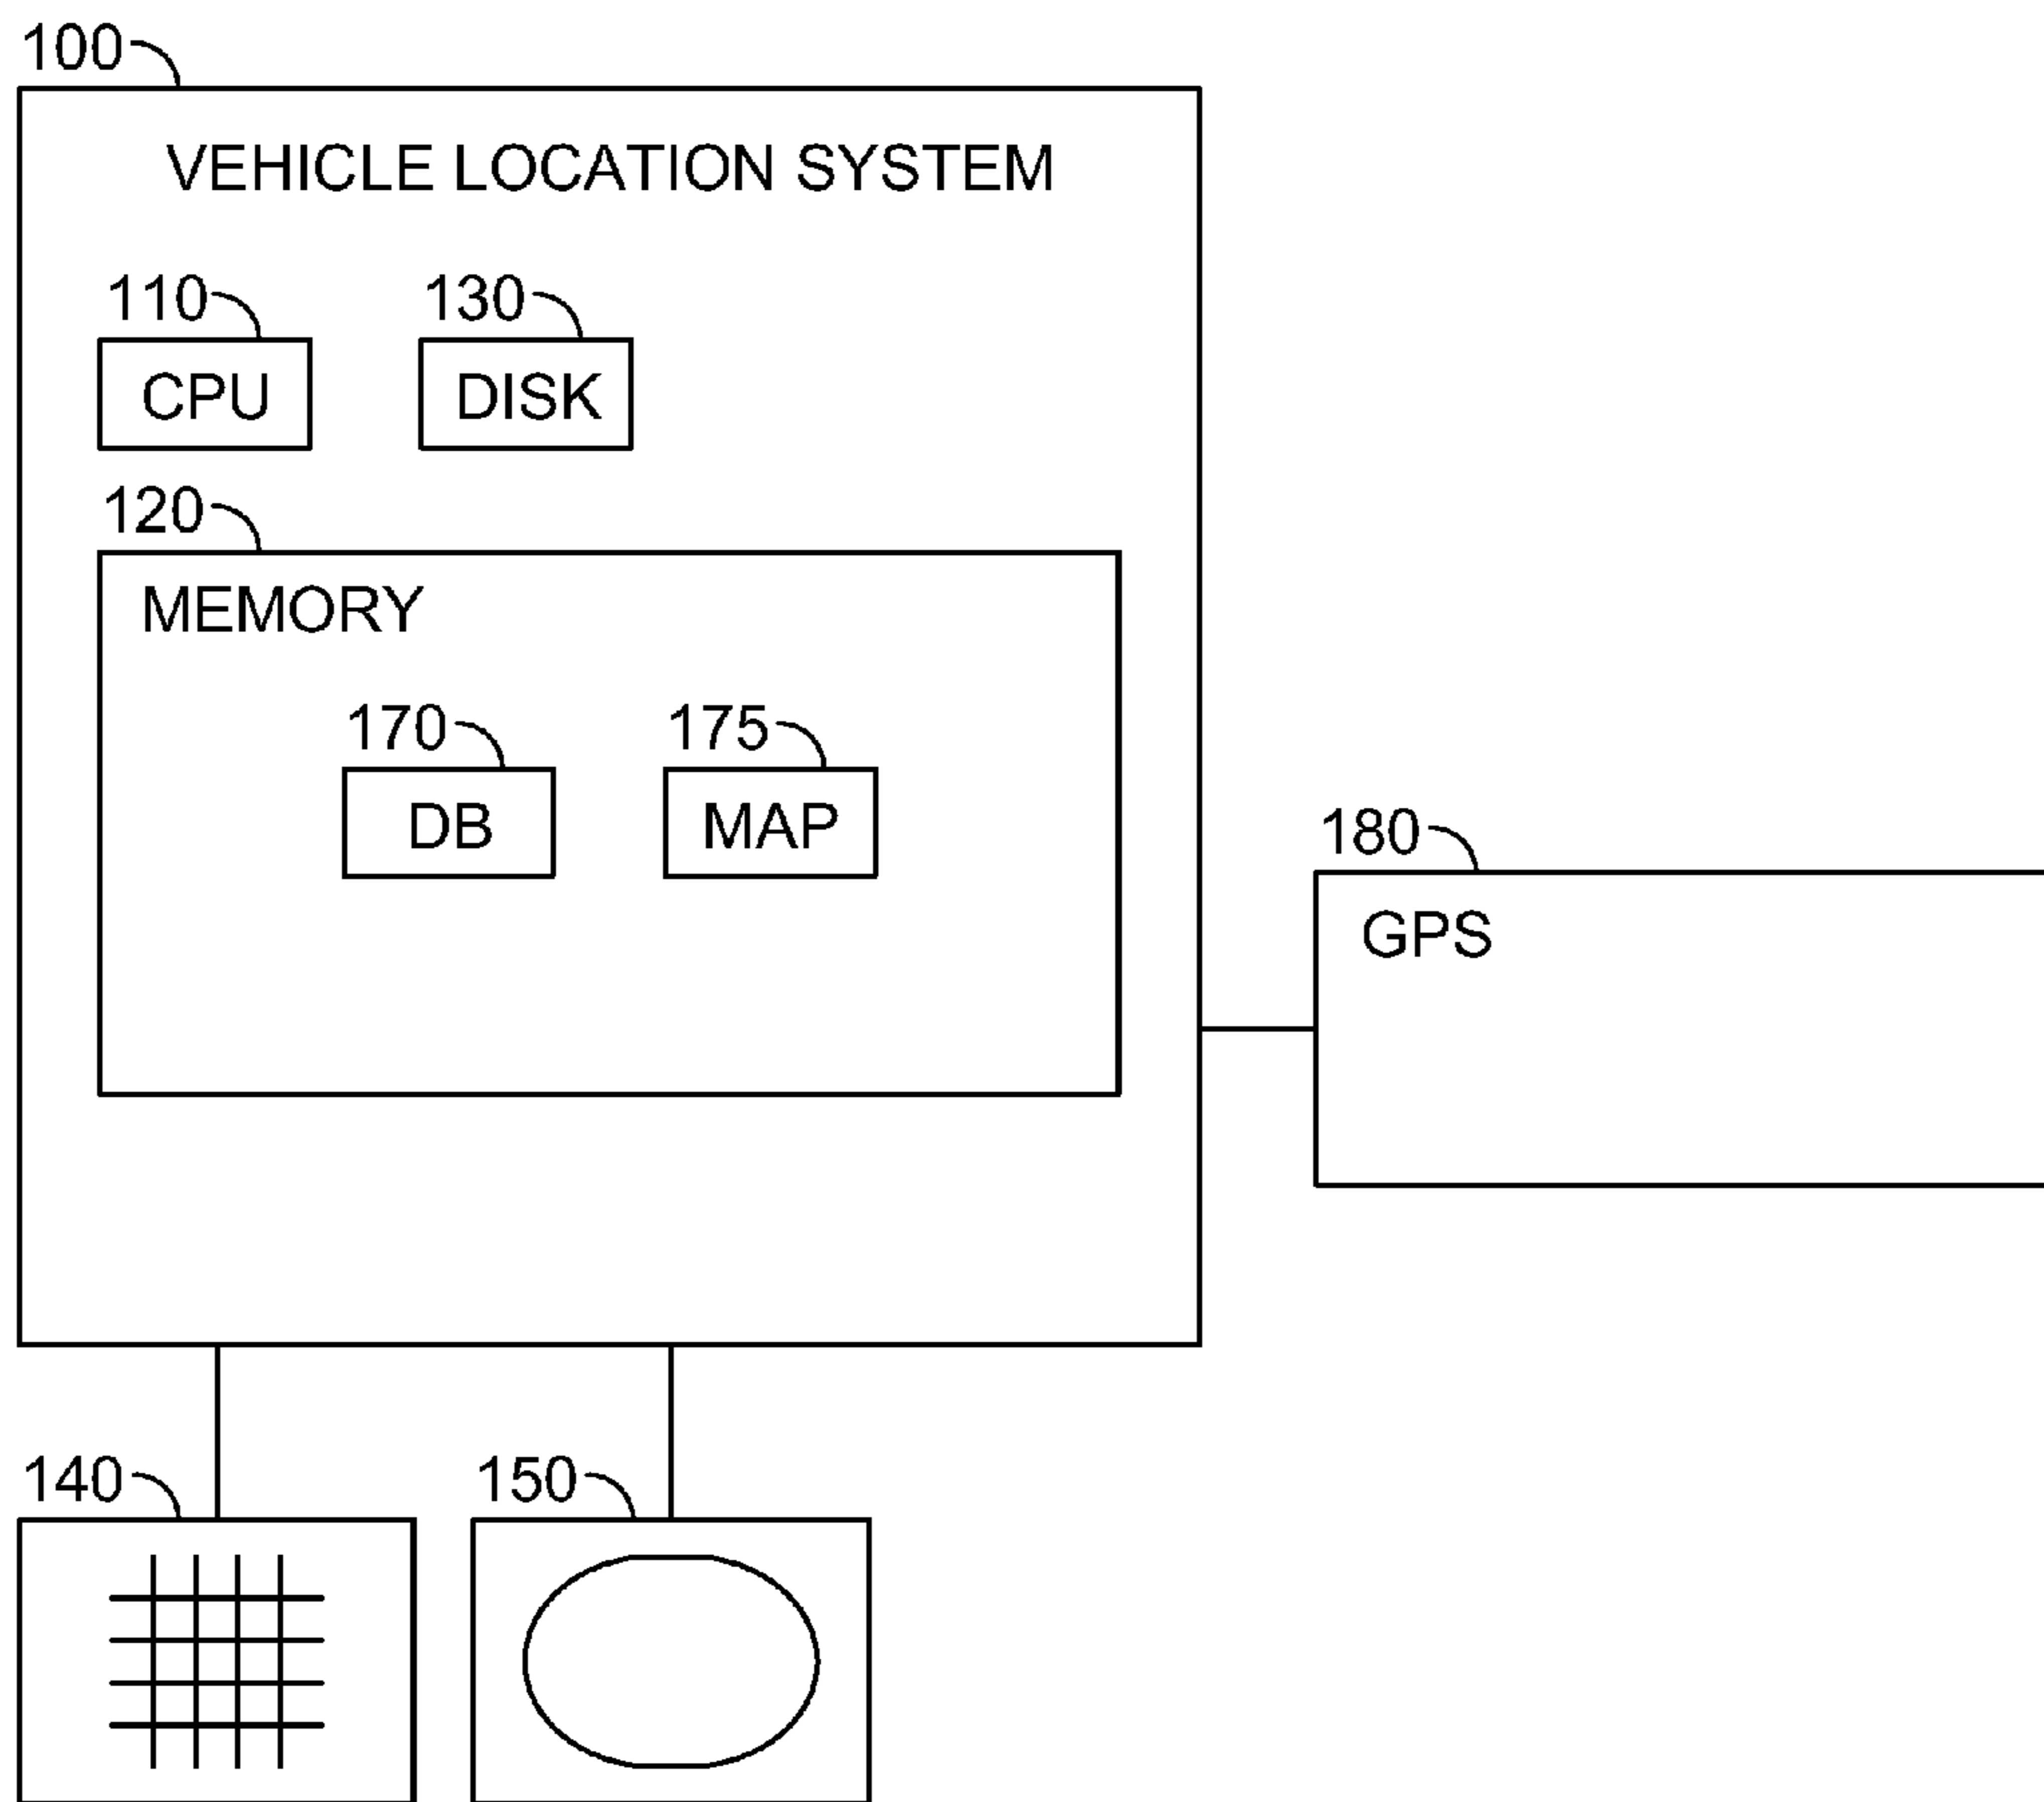 100
VEHICLE LOCATION SYSTEM
110
130
CPU
DISK
120
MEMORY
170
175
DB
MAP
180
GPS
140
150